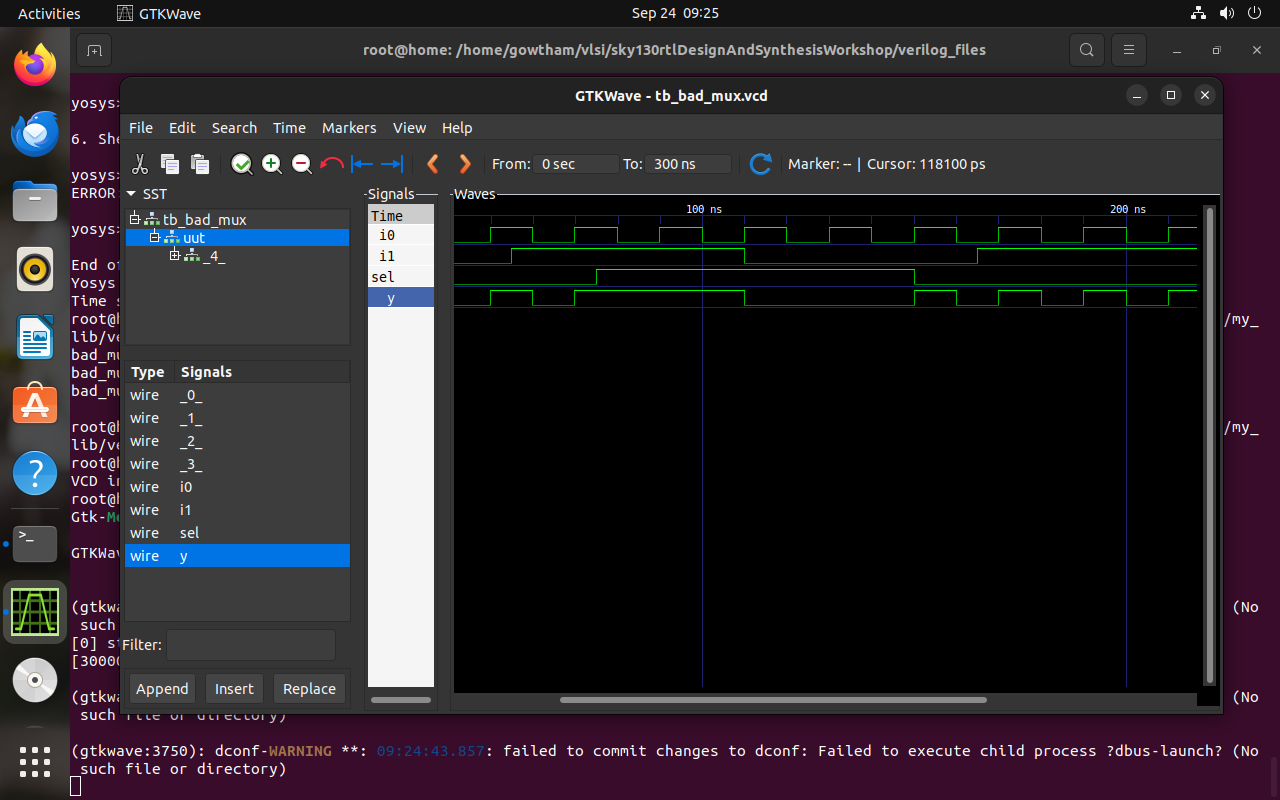 Activities GTKWave Sep 24 09:25
root@home: /home/gowtham/vlsi/sky130rtlDesignAndSynthesisWorkshop/verilog_files
yosys>
GTKWave - tb_bad_mux.vcd
File Edit Search Time Markers View Help
6. She
From: 0 sec To: 300 ns Marker: -- | Cursor: 118100 ps
yosys>
ERROR:
SST Signals Waves
Time 100 ns 200 ns
tb_bad_mux
uut
_4_
i0
i1
sel
y
yosys>
End of
Yosys
Time s
root@h /my_
lib/ve
bad_mu
bad_mu
bad_mu
Type Signals
wire _0_
wire _1_
wire _2_
wire _3_
wire i0
wire i1
wire sel
wire y
root@h /my_
lib/ve
root@h
VCD in
root@h
Gtk-Me
GTKWav
(gtkwa (No
such
[0] st
[30000
Filter:
Append Insert Replace
(gtkwa (No
such file or directory)
(gtkwave:3750): dconf-WARNING **: 09:24:43.857: failed to commit changes to dconf: Failed to execute child process ?dbus-launch? (No
such file or directory)